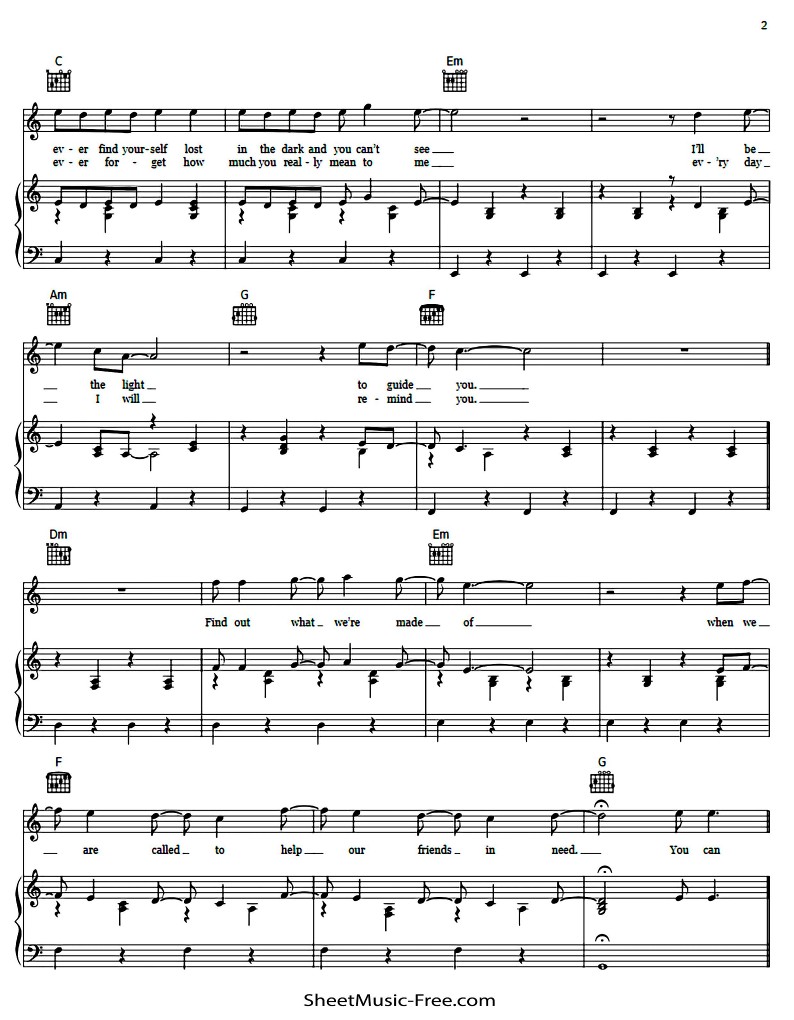 2
C Em
ev - er find your-self lost in the dark and you can't see I'll be
ev - er for - get how much you real - ly mean to me ev - 'ry day
Am G F
the light to guide you.
I will re - mind you.
Dm Em
Find out what we're made of when we
F G
are called to help our friends in need. You can
SheetMusic-Free.com